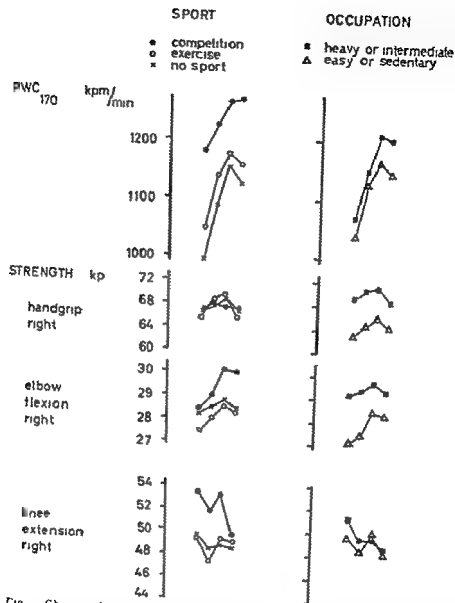 SPORT
OCCUPATION
● competition
○ exercise
× no sport
■ heavy or intermediate
△ easy or sedentary
PWC170 kpm/min
1200
1100
1000
STRENGTH kp
handgrip
right
72
68
64
60
elbow
flexion
right
30
29
28
27
knee
extension
right
54
52
50
48
46
44